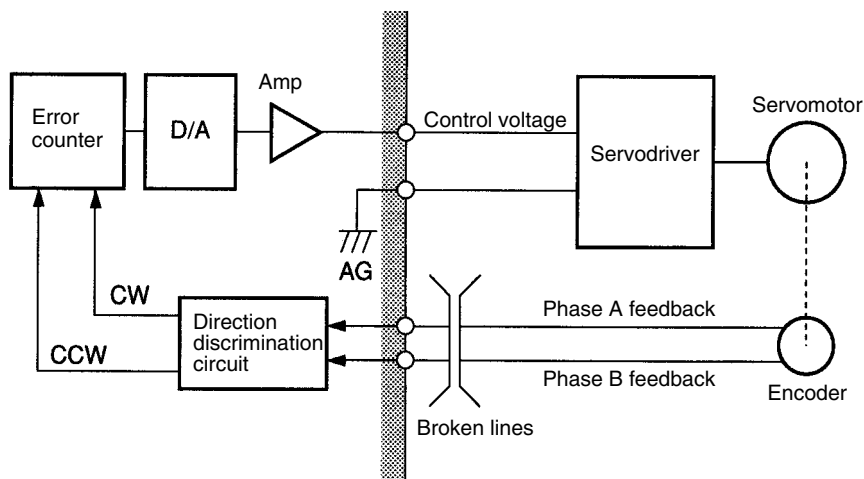 Amp
Error
counter
D/A
Control voltage
Servodriver
Servomotor
AG
CW
CCW
Direction
discrimination
circuit
Phase A feedback
Phase B feedback
Broken lines
Encoder